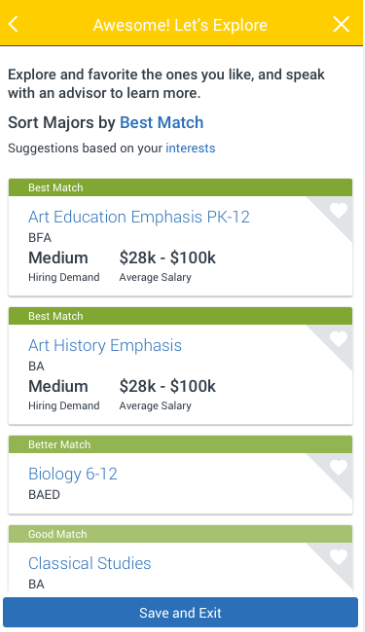 Awesome! Let's Explore
Explore and favorite the ones you like, and speak
with an advisor to learn more.
Sort Majors by Best Match
Suggestions based on your interests
Best Match
Art Education Emphasis PK-12
BFA
Medium $28k - $100k
Hiring Demand Average Salary
Best Match
Art History Emphasis
BA
Medium $28k - $100k
Hiring Demand Average Salary
Better Match
Biology 6-12
BAED
Good Match
Classical Studies
BA
Save and Exit